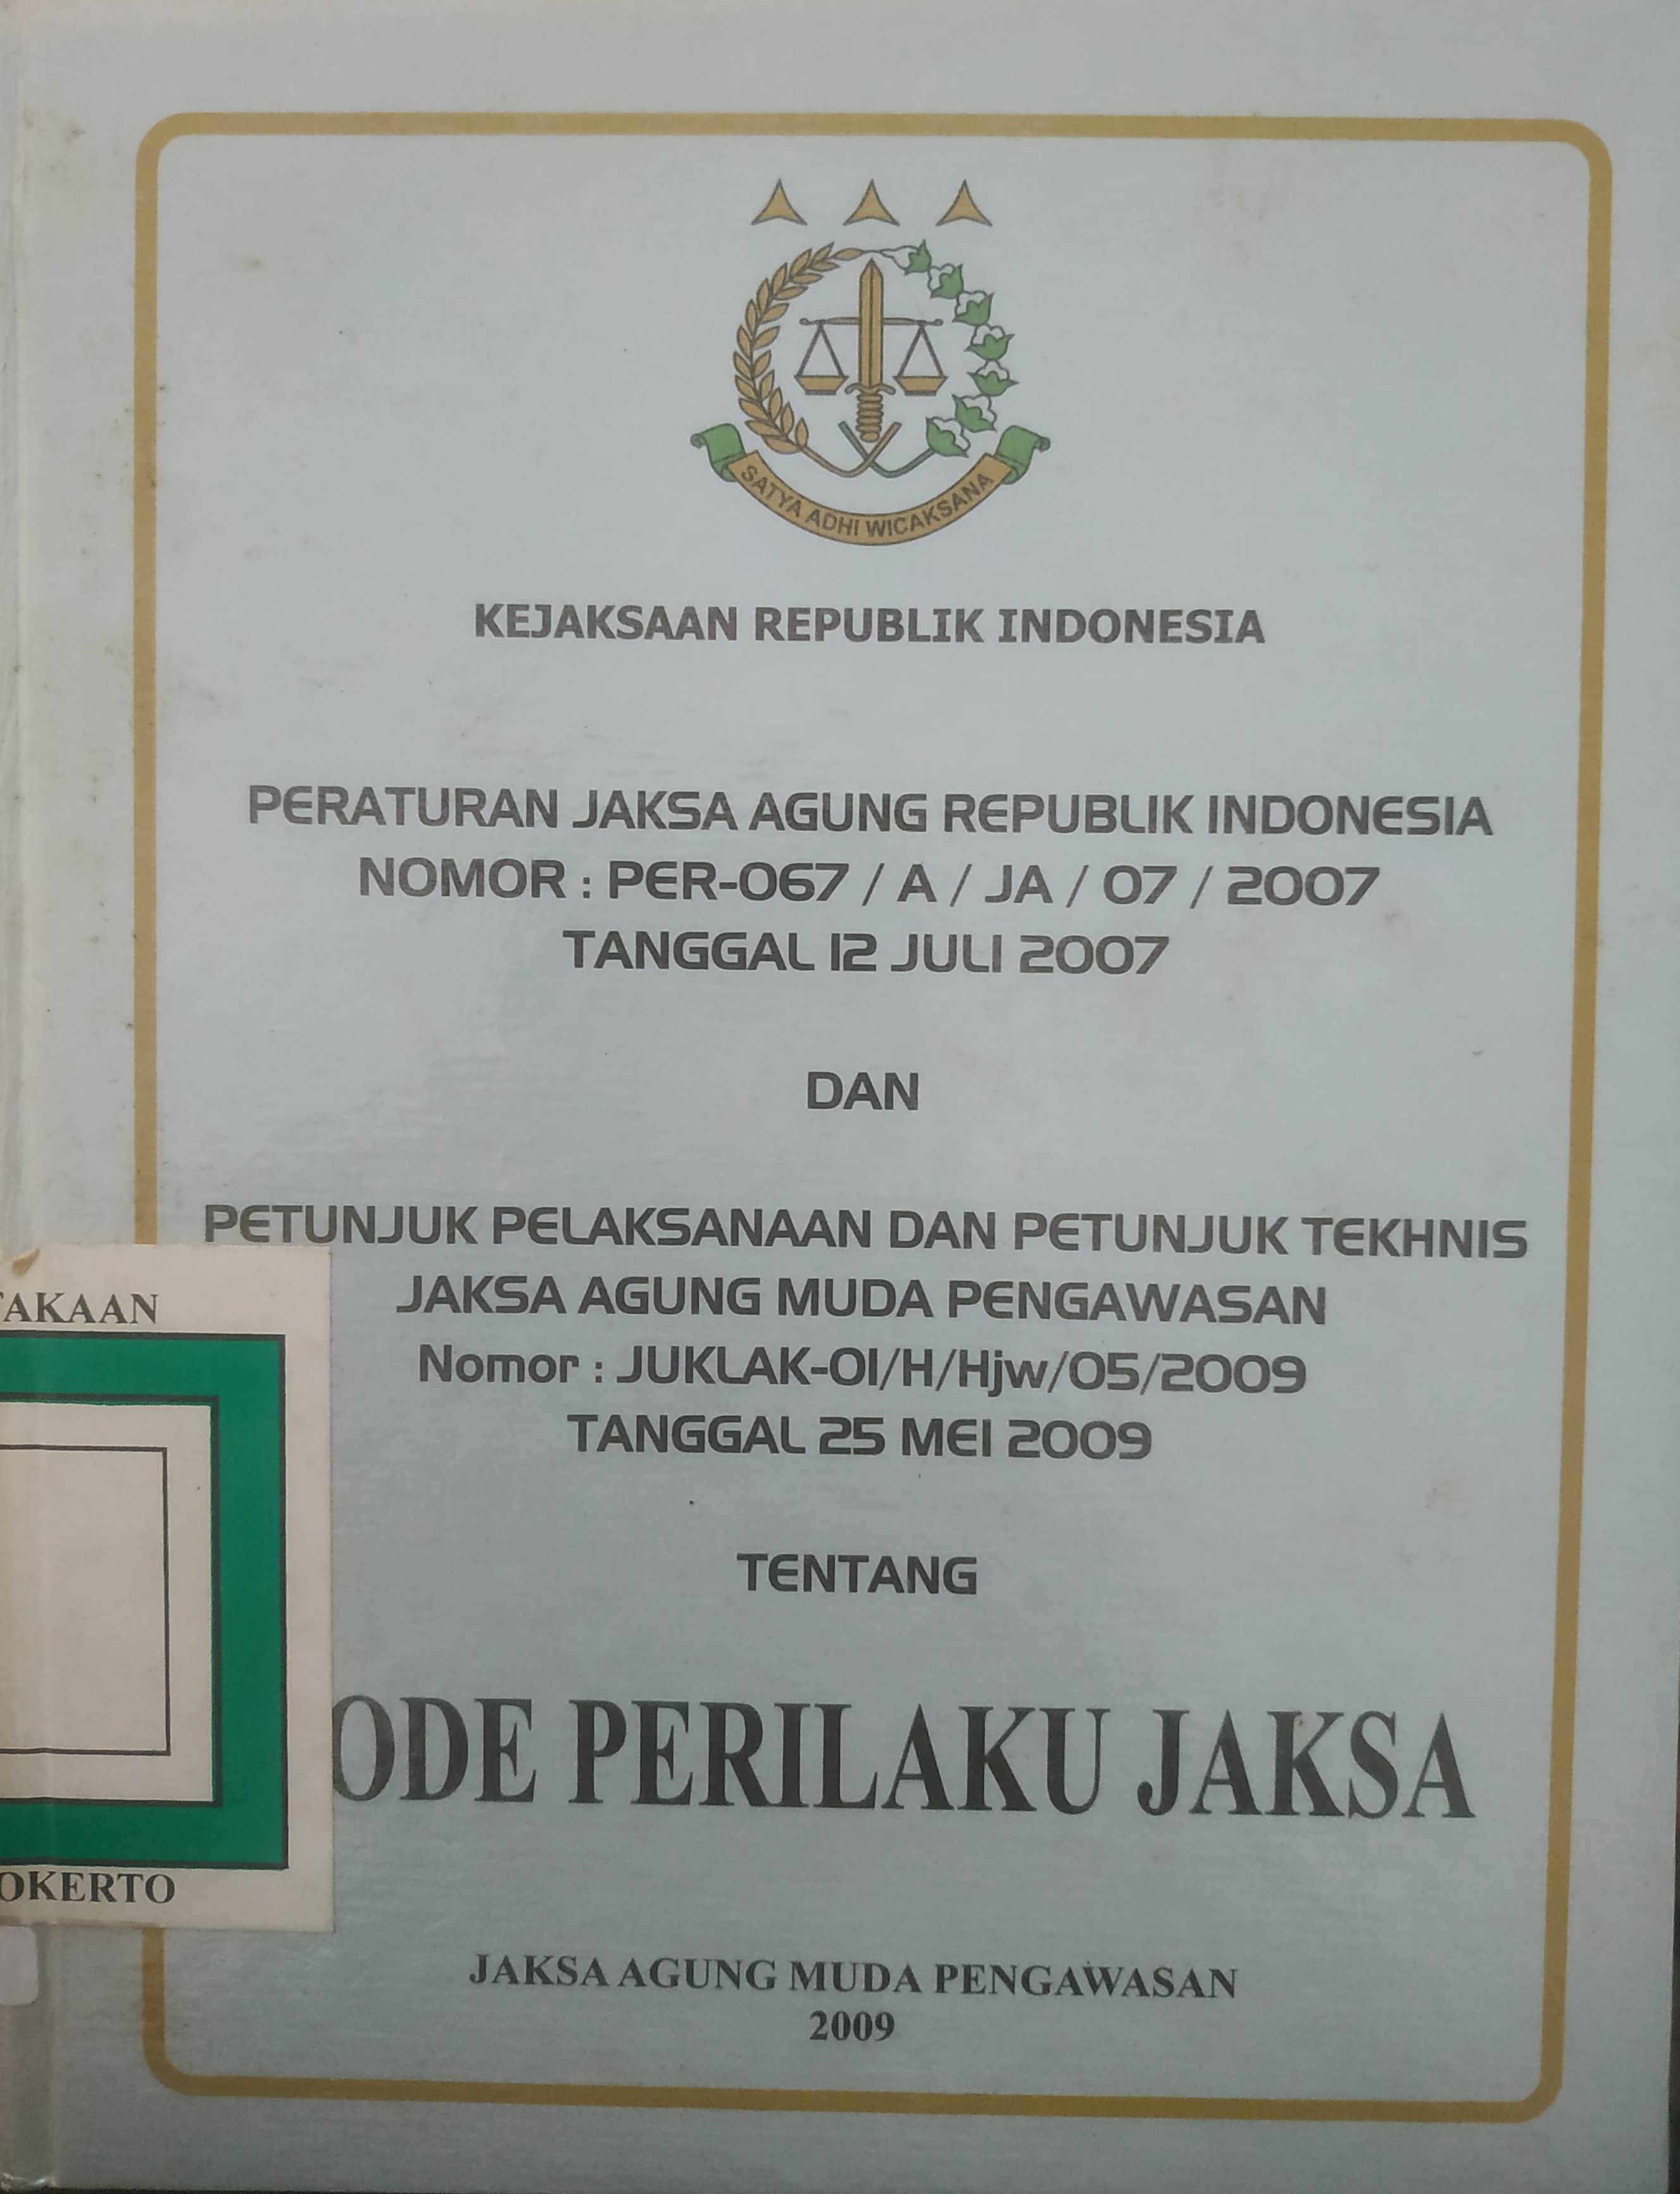 SATYA ADHI WICAKSANA
KEJAKSAAN REPUBLIK INDONESIA
PERATURAN JAKSA AGUNG REPUBLIK INDONESIA
NOMOR : PER-067 / A / JA / 07 / 2007
TANGGAL 12 JULI 2007
DAN
PETUNJUK PELAKSANAAN DAN PETUNJUK TEKHNIS
JAKSA AGUNG MUDA PENGAWASAN
Nomor : JUKLAK-01/H/Hjw/05/2009
TANGGAL 25 MEI 2009
TENTANG
ODE PERILAKU JAKSA
JAKSA AGUNG MUDA PENGAWASAN
2009
TAKAAN
OKERTO